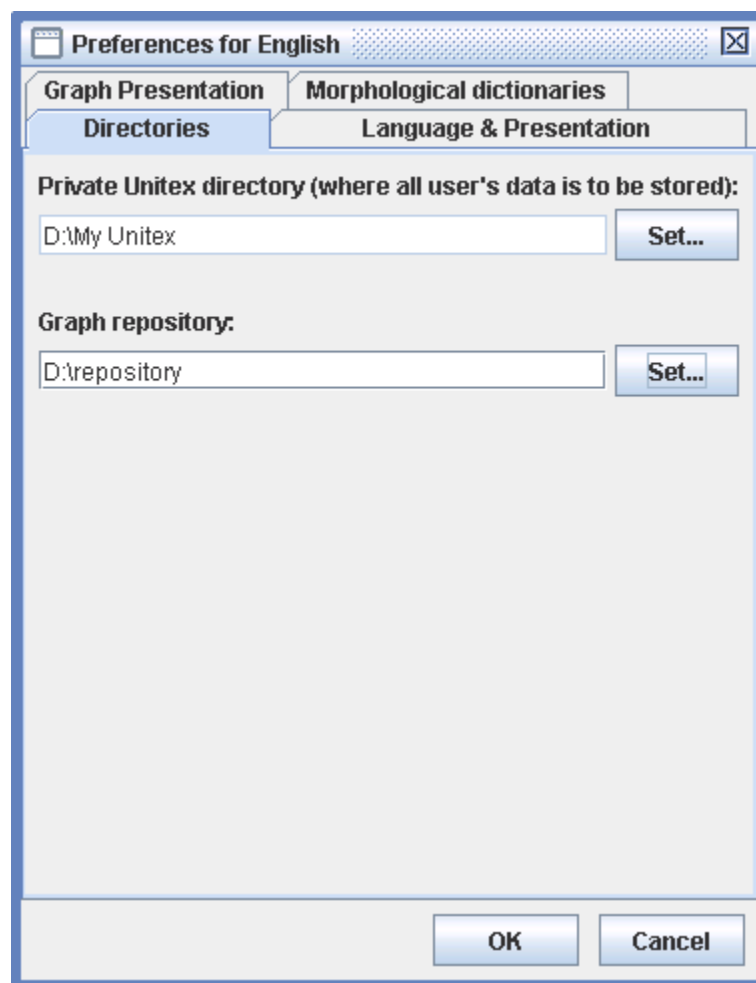 Preferences for English
Graph Presentation Morphological dictionaries
Directories Language & Presentation
Private Unitex directory (where all user's data is to be stored):
D:\My Unitex Set...
Graph repository:
D:\repository Set...
OK Cancel